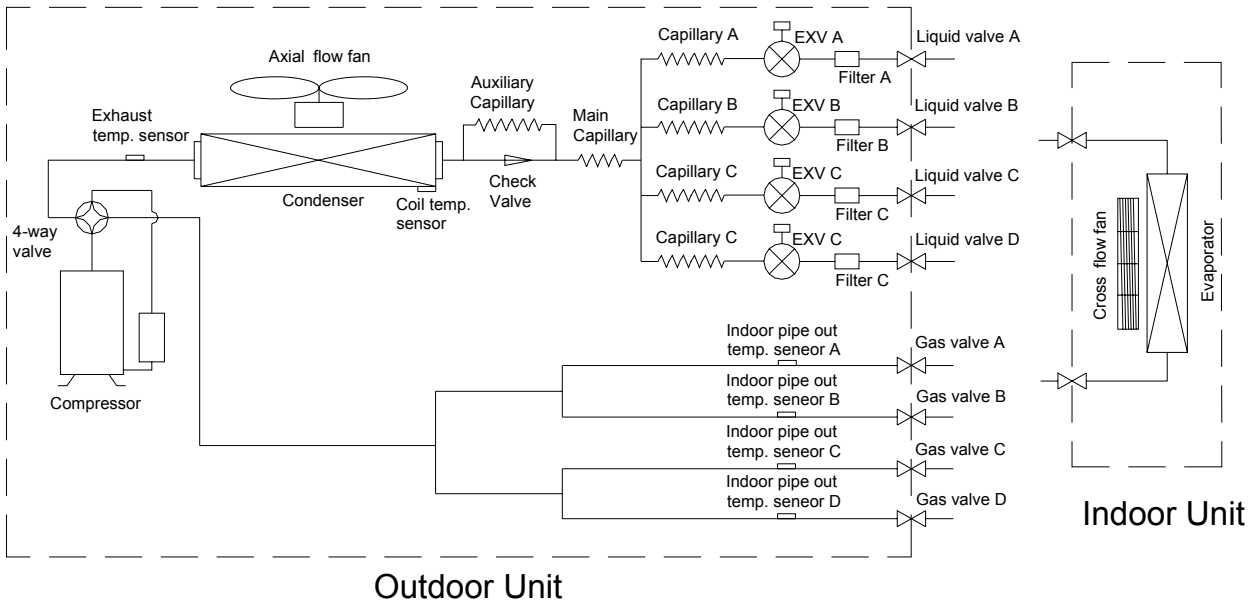 Axial flow fan
Exhaust
temp. sensor
Auxiliary
Capillary
Main
Capillary
Condenser
Coil temp.
sensor
Check
Valve
4-way
valve
Compressor
Capillary A
EXV A
Filter A
Liquid valve A
Capillary B
EXV B
Filter B
Liquid valve B
Capillary C
EXV C
Filter C
Liquid valve C
Capillary C
EXV C
Filter C
Liquid valve D
Indoor pipe out
temp. seneor A
Gas valve A
Indoor pipe out
temp. seneor B
Gas valve B
Indoor pipe out
temp. seneor C
Gas valve C
Indoor pipe out
temp. seneor D
Gas valve D
Outdoor Unit
Cross flow fan
Evaporator
Indoor Unit